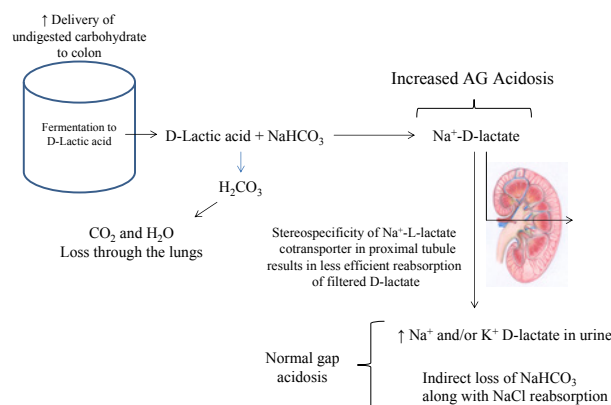 ↑ Delivery of
undigested carbohydrate
to colon
Fermentation to
D-Lactic acid
D-Lactic acid + NaHCO₃
Increased AG Acidosis
Na⁺-D-lactate
H₂CO₃
CO₂ and H₂O
Loss through the lungs
Stereospecificity of Na⁺-L-lactate
cotransporter in proximal tubule
results in less efficient reabsorption
of filtered D-lactate
Normal gap
acidosis
↑ Na⁺ and/or K⁺ D-lactate in urine
Indirect loss of NaHCO₃
along with NaCl reabsorption